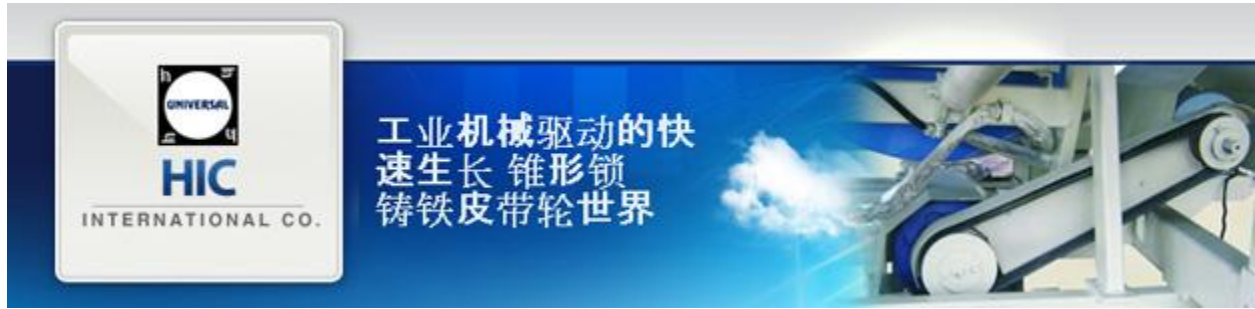 UNIVERSAL
HIC
INTERNATIONAL CO.
工业机械驱动的快
速生长 锥形锁
铸铁皮带轮世界